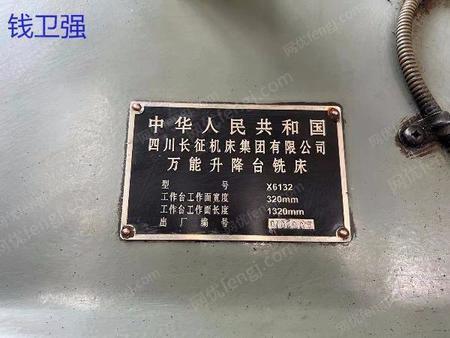 钱卫强
中华人民共和国
四川长征机床集团有限公司
万能升降台铣床
型 号 X6132
工作台工作面宽度 320mm
工作台工作面长度 1320mm
出厂编号